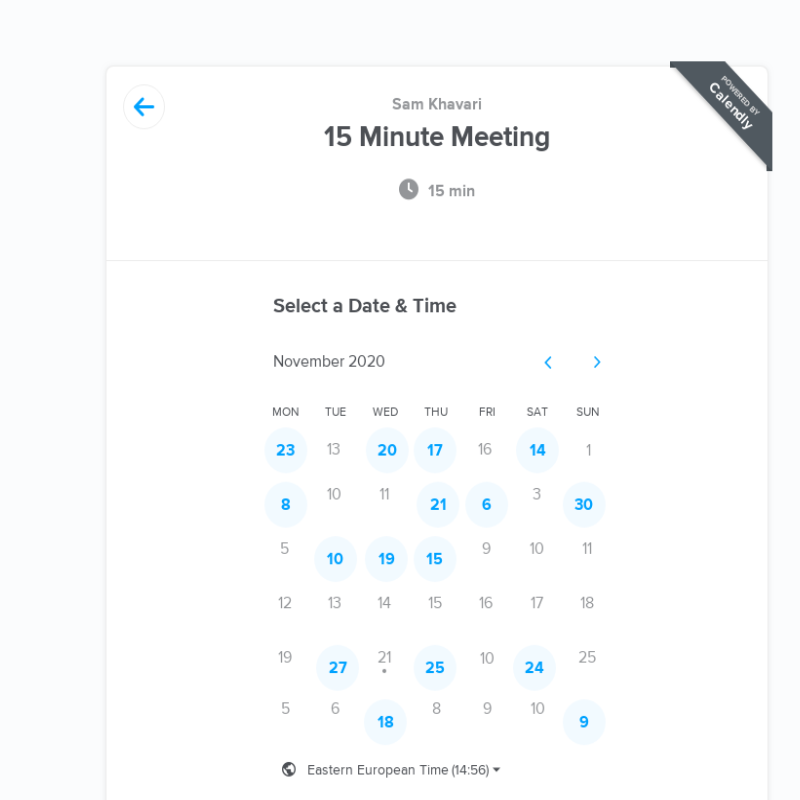 POWERED BY
Calendly
Sam Khavari
15 Minute Meeting
15 min
Select a Date & Time
November 2020
MON TUE WED THU FRI SAT SUN
23 13 20 17 16 14 1
8 10 11 21 6 3 30
5 10 19 15 9 10 11
12 13 14 15 16 17 18
19 27 21 25 10 24 25
5 6 18 8 9 10 9
Eastern European Time (14:56)